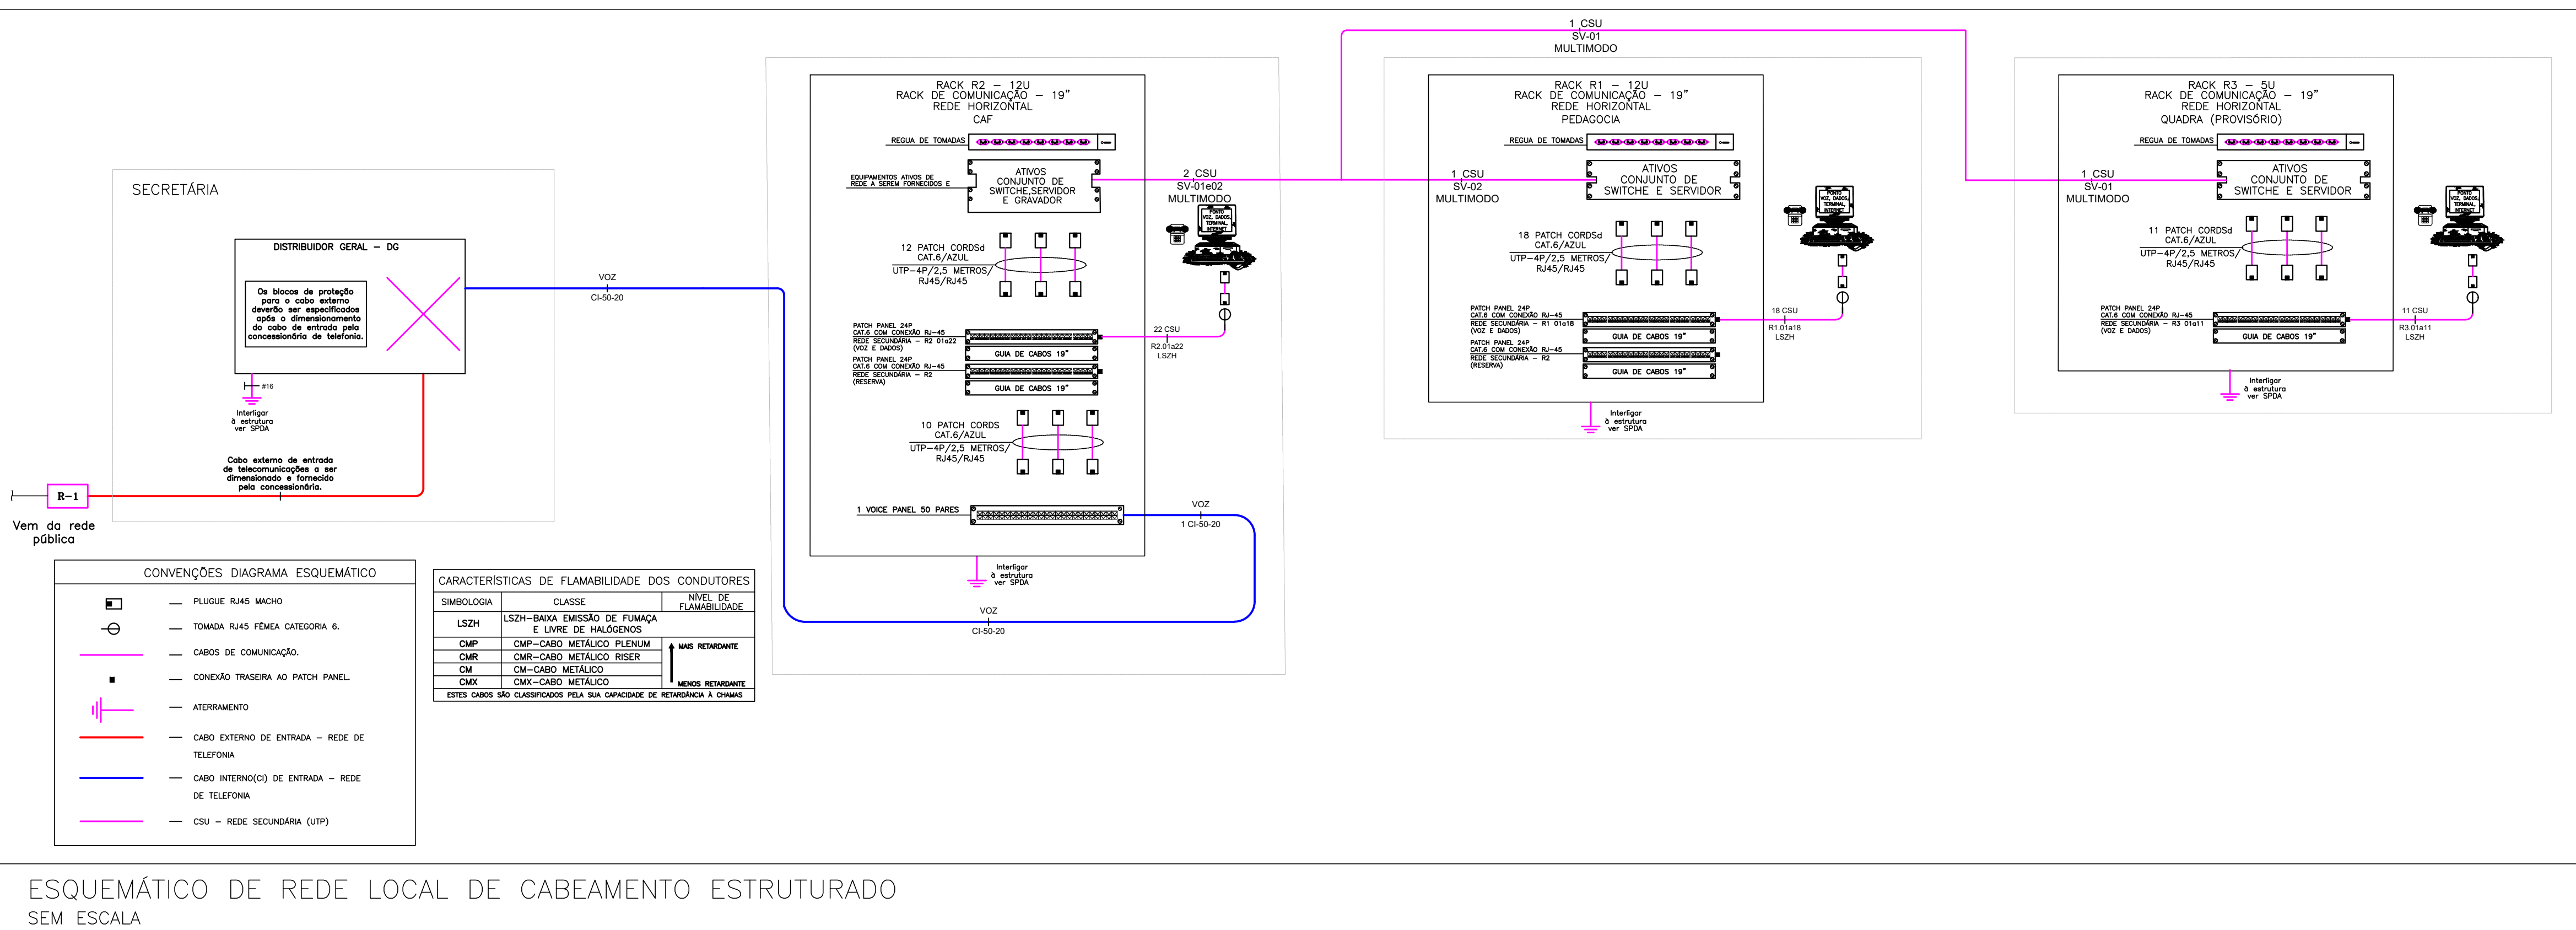 1 CSU
SV-01
MULTIMODO
SECRETÁRIA
DISTRIBUIDOR GERAL – DG
Os blocos de proteção
para o cabo externo
deverão ser especificados
após o dimensionamento
do cabo de entrada pela
concessionária de telefonia.
#16
Interligar
à estrutura
ver SPDA
Cabo externo de entrada
de telecomunicações a ser
dimensionado e fornecido
pela concessionária.
R-1
Vem da rede
pública
VOZ
CI-50-20
RACK R2 – 12U
RACK DE COMUNICAÇÃO – 19"
REDE HORIZONTAL
CAF
REGUA DE TOMADAS
EQUIPAMENTOS ATIVOS DE
REDE A SEREM FORNECIDOS E
ATIVOS
CONJUNTO DE
SWITCHE,SERVIDOR
E GRAVADOR
2 CSU
SV-01e02
MULTIMODO
PONTO
VOZ, DADOS,
TERMINAL,
INTERNET
12 PATCH CORDSd
CAT.6/AZUL
UTP-4P/2,5 METROS/
RJ45/RJ45
PATCH PANEL 24P
CAT.6 COM CONEXÃO RJ-45
REDE SECUNDÁRIA – R2 01a22
(VOZ E DADOS)
GUIA DE CABOS 19"
PATCH PANEL 24P
CAT.6 COM CONEXÃO RJ-45
REDE SECUNDÁRIA – R2
(RESERVA)
GUIA DE CABOS 19"
22 CSU
R2.01a22
LSZH
10 PATCH CORDS
CAT.6/AZUL
UTP-4P/2,5 METROS/
RJ45/RJ45
1 VOICE PANEL 50 PARES
VOZ
1 CI-50-20
Interligar
à estrutura
ver SPDA
VOZ
CI-50-20
RACK R1 – 12U
RACK DE COMUNICAÇÃO – 19"
REDE HORIZONTAL
PEDAGOCIA
REGUA DE TOMADAS
1 CSU
SV-02
MULTIMODO
ATIVOS
CONJUNTO DE
SWITCHE E SERVIDOR
PONTO
VOZ, DADOS,
TERMINAL,
INTERNET
18 PATCH CORDSd
CAT.6/AZUL
UTP-4P/2,5 METROS/
RJ45/RJ45
PATCH PANEL 24P
CAT.6 COM CONEXÃO RJ-45
REDE SECUNDÁRIA – R1 01a18
(VOZ E DADOS)
GUIA DE CABOS 19"
PATCH PANEL 24P
CAT.6 COM CONEXÃO RJ-45
REDE SECUNDÁRIA – R2
(RESERVA)
GUIA DE CABOS 19"
18 CSU
R1.01a18
LSZH
Interligar
à estrutura
ver SPDA
RACK R3 – 5U
RACK DE COMUNICAÇÃO – 19"
REDE HORIZONTAL
QUADRA (PROVISÓRIO)
REGUA DE TOMADAS
1 CSU
SV-01
MULTIMODO
ATIVOS
CONJUNTO DE
SWITCHE E SERVIDOR
PONTO
VOZ, DADOS,
TERMINAL,
INTERNET
11 PATCH CORDSd
CAT.6/AZUL
UTP-4P/2,5 METROS/
RJ45/RJ45
PATCH PANEL 24P
CAT.6 COM CONEXÃO RJ-45
REDE SECUNDÁRIA – R3 01a11
(VOZ E DADOS)
GUIA DE CABOS 19"
11 CSU
R3.01a11
LSZH
Interligar
à estrutura
ver SPDA
CONVENÇÕES DIAGRAMA ESQUEMÁTICO
— PLUGUE RJ45 MACHO
— TOMADA RJ45 FÊMEA CATEGORIA 6.
— CABOS DE COMUNICAÇÃO.
— CONEXÃO TRASEIRA AO PATCH PANEL.
— ATERRAMENTO
— CABO EXTERNO DE ENTRADA – REDE DE
TELEFONIA
— CABO INTERNO(CI) DE ENTRADA – REDE
DE TELEFONIA
— CSU – REDE SECUNDÁRIA (UTP)
CARACTERÍSTICAS DE FLAMABILIDADE DOS CONDUTORES
SIMBOLOGIA CLASSE NÍVEL DE
FLAMABILIDADE
LSZH LSZH-BAIXA EMISSÃO DE FUMAÇA
E LIVRE DE HALÓGENOS
CMP CMP-CABO METÁLICO PLENUM MAIS RETARDANTE
CMR CMR-CABO METÁLICO RISER
CM CM-CABO METÁLICO
CMX CMX-CABO METÁLICO MENOS RETARDANTE
ESTES CABOS SÃO CLASSIFICADOS PELA SUA CAPACIDADE DE RETARDÂNCIA À CHAMAS
ESQUEMÁTICO DE REDE LOCAL DE CABEAMENTO ESTRUTURADO
SEM ESCALA